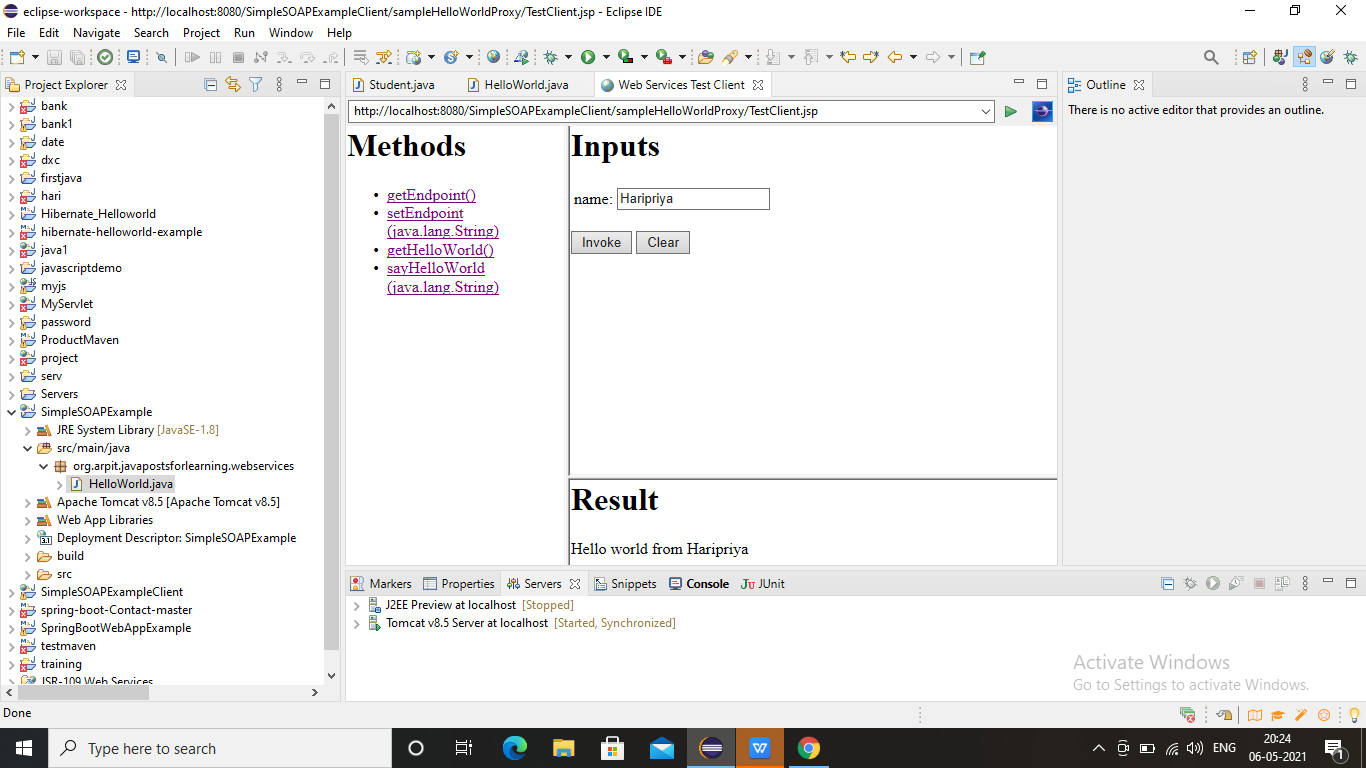 eclipse-workspace - http://localhost:8080/SimpleSOAPExampleClient/sampleHelloWorldProxy/TestClient.jsp - Eclipse IDE
File Edit Navigate Search Project Run Window Help
Project Explorer
bank
bank1
date
dxc
firstjava
hari
Hibernate_Helloworld
hibernate-helloworld-example
java1
javascriptdemo
myjs
MyServlet
password
ProductMaven
project
serv
Servers
SimpleSOAPExample
JRE System Library [JavaSE-1.8]
src/main/java
org.arpit.javapostsforlearning.webservices
HelloWorld.java
Apache Tomcat v8.5 [Apache Tomcat v8.5]
Web App Libraries
Deployment Descriptor: SimpleSOAPExample
build
src
SimpleSOAPExampleClient
spring-boot-Contact-master
SpringBootWebAppExample
testmaven
training
JSR-109 Web Services
Student.java HelloWorld.java Web Services Test Client
http://localhost:8080/SimpleSOAPExampleClient/sampleHelloWorldProxy/TestClient.jsp
Methods
getEndpoint()
setEndpoint
(java.lang.String)
getHelloWorld()
sayHelloWorld
(java.lang.String)
Inputs
name: Haripriya
Invoke Clear
Result
Hello world from Haripriya
Outline
There is no active editor that provides an outline.
Markers Properties Servers Snippets Console JUnit
J2EE Preview at localhost [Stopped]
Tomcat v8.5 Server at localhost [Started, Synchronized]
Activate Windows
Go to Settings to activate Windows.
Done
Type here to search
ENG
20:24
06-05-2021
1